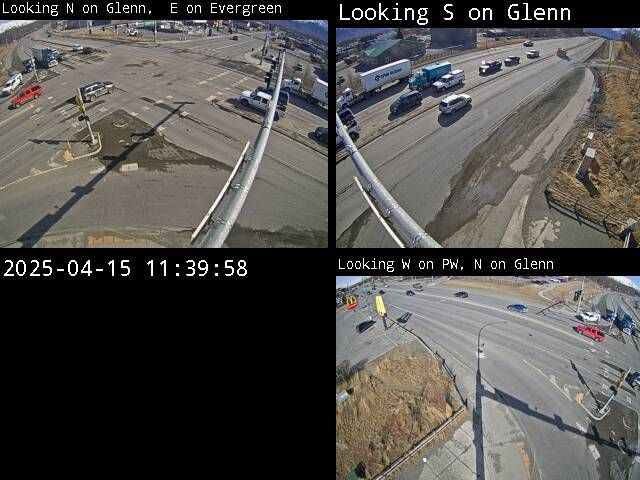 Looking N on Glenn,  E on Evergreen
Looking S on Glenn
2025-04-15 11:39:58
Looking W on PW, N on Glenn